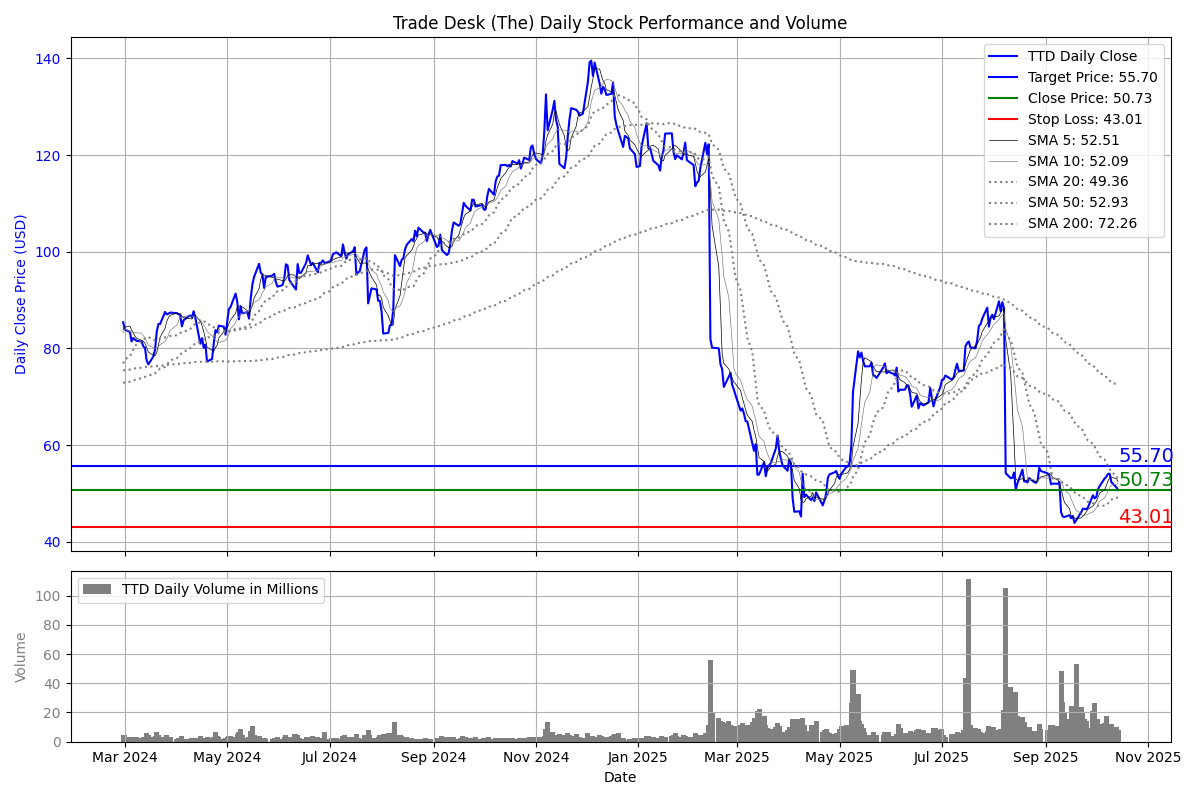 Trade Desk (The) Daily Stock Performance and Volume
Daily Close Price (USD)
140
120
100
80
60
40
TTD Daily Close
Target Price: 55.70
Close Price: 50.73
Stop Loss: 43.01
SMA 5: 52.51
SMA 10: 52.09
SMA 20: 49.36
SMA 50: 52.93
SMA 200: 72.26
55.70
50.73
43.01
Volume
100
80
60
40
20
0
TTD Daily Volume in Millions
Mar 2024 May 2024 Jul 2024 Sep 2024 Nov 2024 Jan 2025 Mar 2025 May 2025 Jul 2025 Sep 2025 Nov 2025
Date